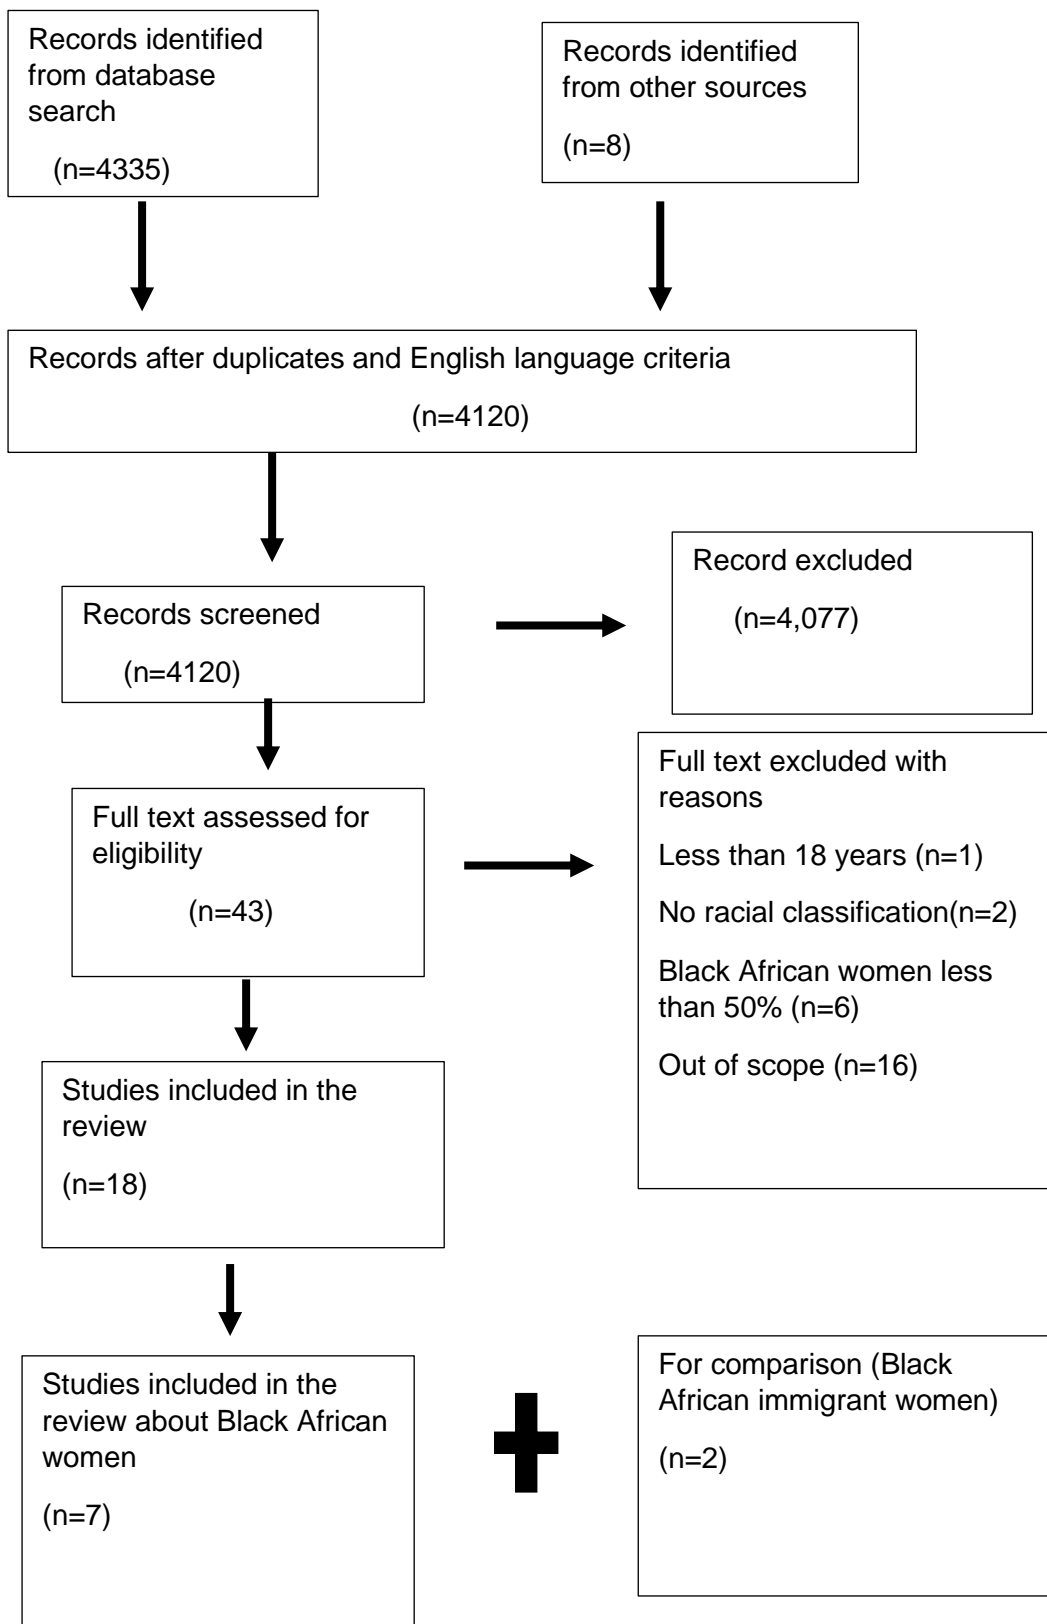 Records identified
from database
search
(n=4335)
Records identified
from other sources
(n=8)
Records after duplicates and English language criteria
(n=4120)
Records screened
(n=4120)
Record excluded
(n=4,077)
Full text assessed for
eligibility
(n=43)
Full text excluded with
reasons
Less than 18 years (n=1)
No racial classification(n=2)
Black African women less
than 50% (n=6)
Out of scope (n=16)
Studies included in the
review
(n=18)
Studies included in the
review about Black African
women
(n=7)
For comparison (Black
African immigrant women)
(n=2)